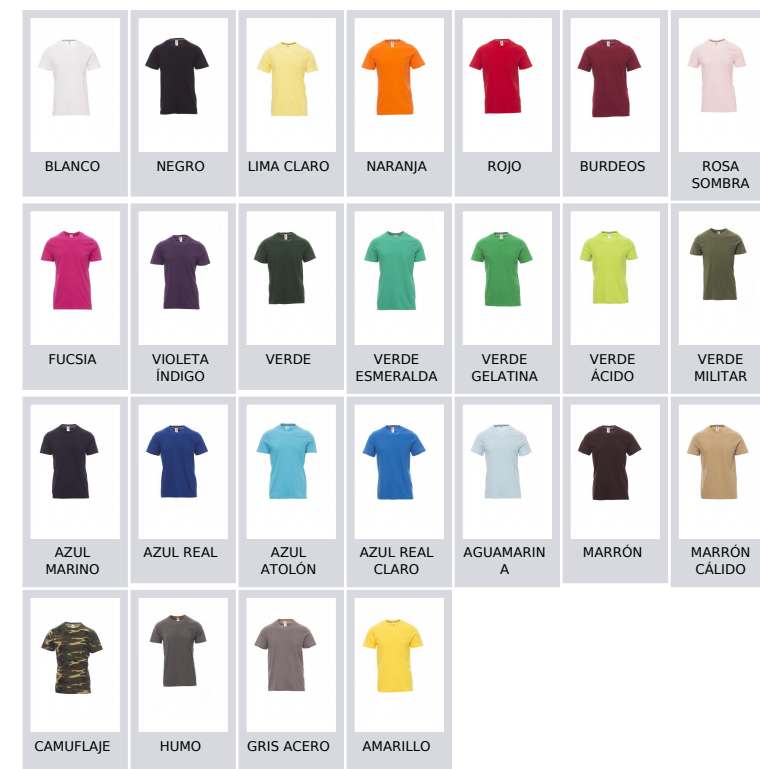 BLANCO
NEGRO
LIMA CLARO
NARANJA
ROJO
BURDEOS
ROSA
SOMBRA
FUCSIA
VIOLETA
ÍNDIGO
VERDE
VERDE
ESMERALDA
VERDE
GELATINA
VERDE
ÁCIDO
VERDE
MILITAR
AZUL
MARINO
AZUL REAL
AZUL
ATOLÓN
AZUL REAL
CLARO
AGUAMARIN
A
MARRÓN
MARRÓN
CÁLIDO
CAMUFLAJE
HUMO
GRIS ACERO
AMARILLO